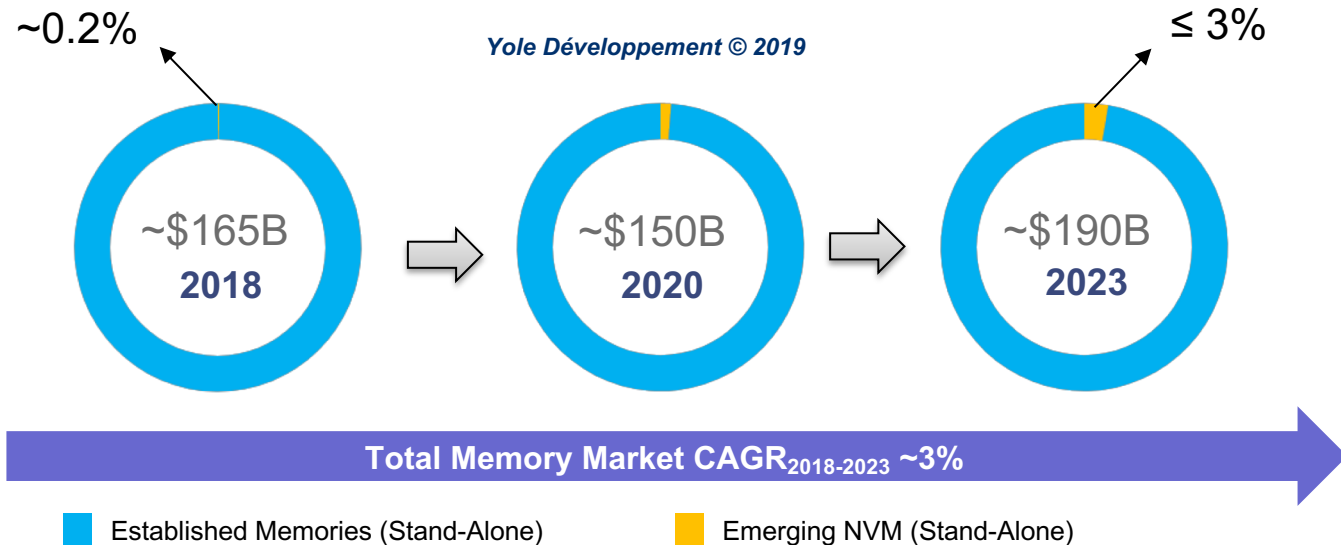 ~0.2%
Yole Développement © 2019
≤ 3%
~$165B
2018
~$150B
2020
~$190B
2023
Total Memory Market CAGR2018-2023 ~3%
Established Memories (Stand-Alone)
Emerging NVM (Stand-Alone)